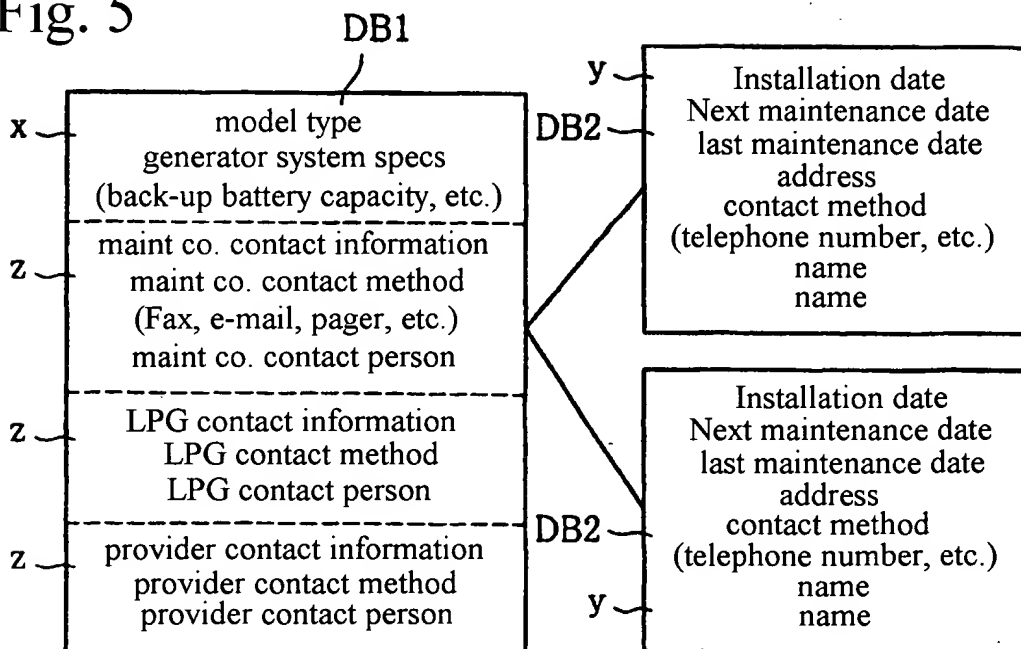 Fig. 5
DB1
x
model type
generator system specs
(back-up battery capacity, etc.)
z
maint co. contact information
maint co. contact method
(Fax, e-mail, pager, etc.)
maint co. contact person
z
LPG contact information
LPG contact method
LPG contact person
z
provider contact information
provider contact method
provider contact person
y
DB2
Installation date
Next maintenance date
last maintenance date
address
contact method
(telephone number, etc.)
name
name
DB2
y
Installation date
Next maintenance date
last maintenance date
address
contact method
(telephone number, etc.)
name
name